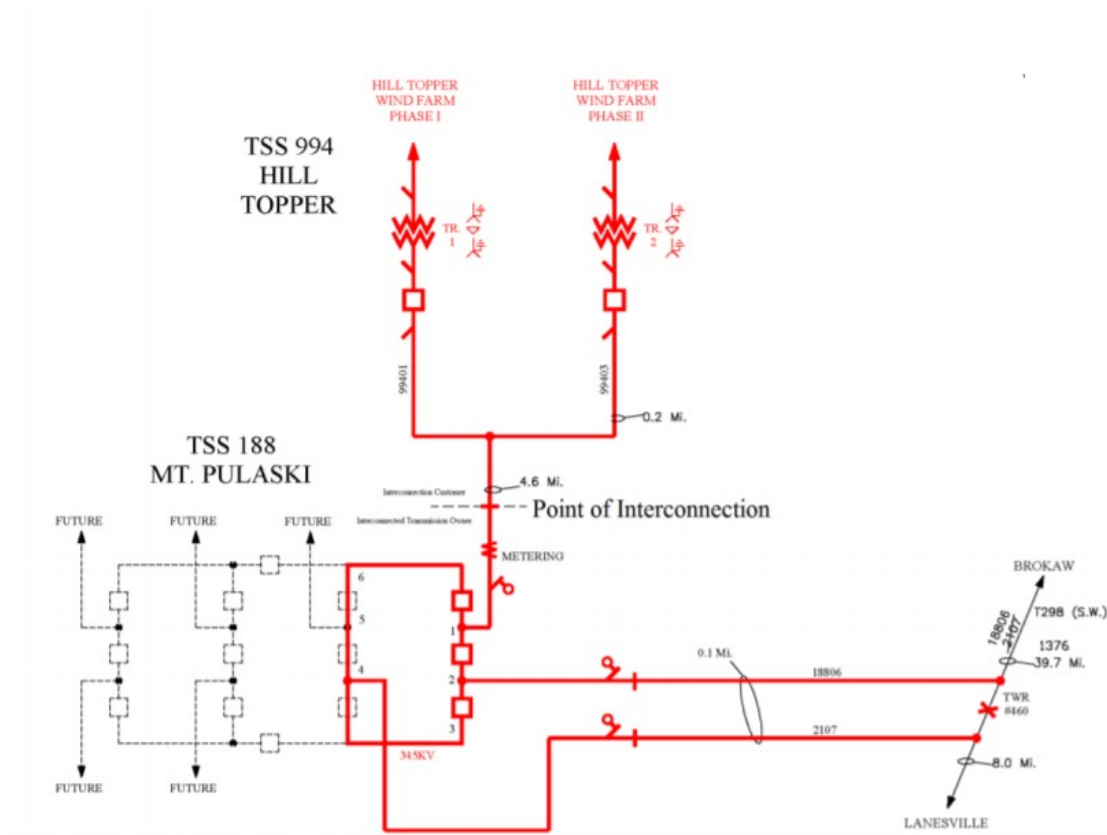 HILL TOPPER
WIND FARM
PHASE I
HILL TOPPER
WIND FARM
PHASE II
TSS 994
HILL
TOPPER
TR.
1
TR.
2
99401
99403
0.2 Mi.
TSS 188
MT. PULASKI
4.6 Mi.
Interconnection Customer
Point of Interconnection
Interconnected Transmission Owner
FUTURE
FUTURE
FUTURE
METERING
BROKAW
6
5
4
1
2
3
T298 (S.W.)
18806
2107
1376
39.7 Mi.
0.1 Mi.
18806
TWR
#460
2107
345KV
8.0 Mi.
FUTURE
FUTURE
LANESVILLE